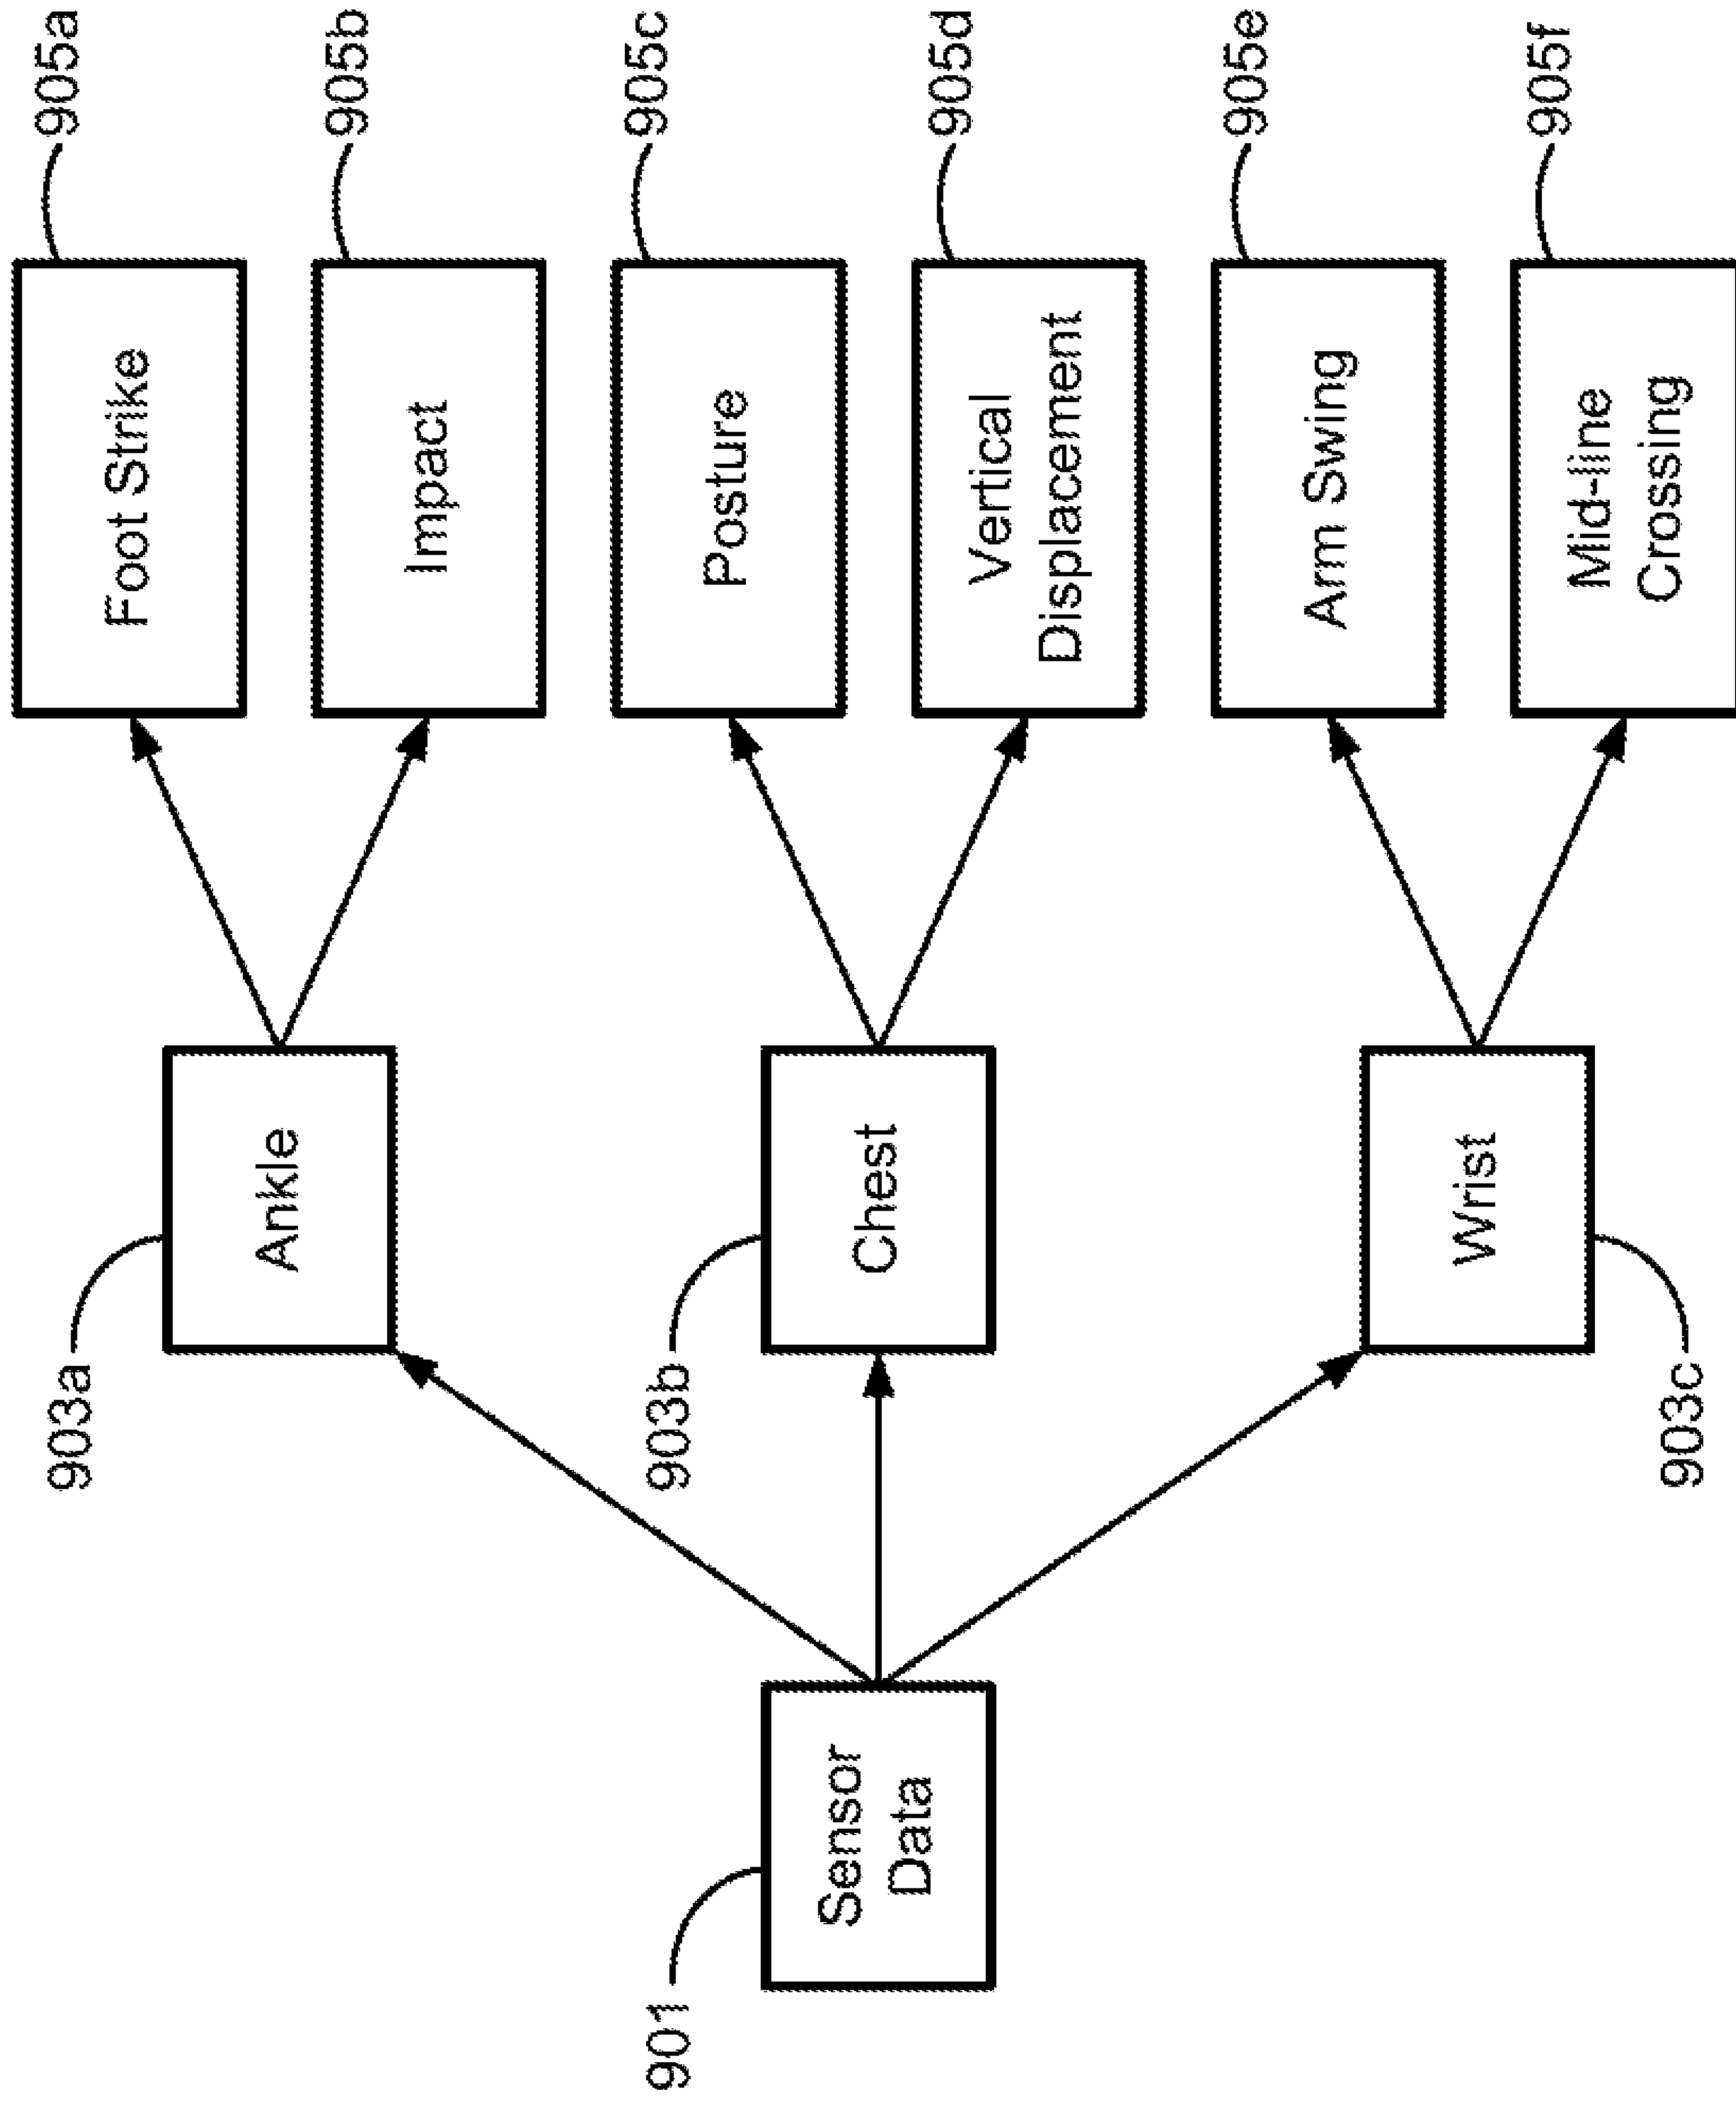 901
Sensor
Data
903a
Ankle
903b
Chest
903c
Wrist
905a
Foot Strike
905b
Impact
905c
Posture
905d
Vertical
Displacement
905e
Arm Swing
905f
Mid-line
Crossing